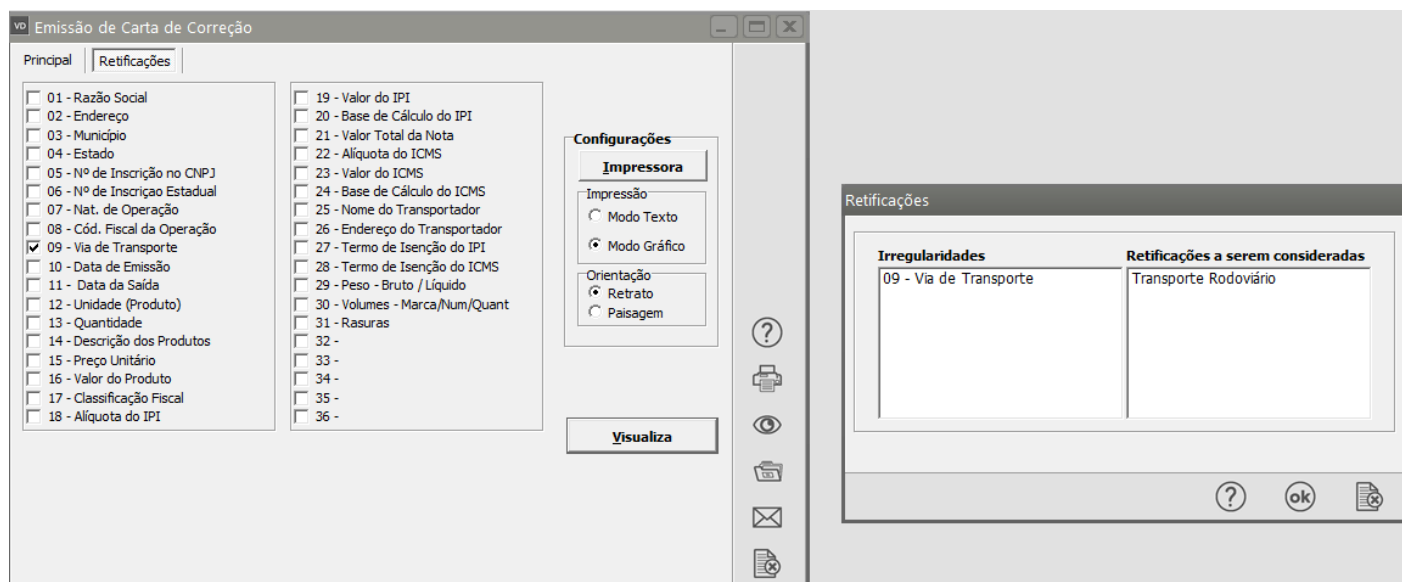 VD Emissão de Carta de Correção
Principal Retificações
01 - Razão Social
02 - Endereço
03 - Município
04 - Estado
05 - Nº de Inscrição no CNPJ
06 - Nº de Inscriçao Estadual
07 - Nat. de Operação
08 - Cód. Fiscal da Operação
09 - Via de Transporte
10 - Data de Emissão
11 - Data da Saída
12 - Unidade (Produto)
13 - Quantidade
14 - Descrição dos Produtos
15 - Preço Unitário
16 - Valor do Produto
17 - Classificação Fiscal
18 - Alíquota do IPI
19 - Valor do IPI
20 - Base de Cálculo do IPI
21 - Valor Total da Nota
22 - Alíquota do ICMS
23 - Valor do ICMS
24 - Base de Cálculo do ICMS
25 - Nome do Transportador
26 - Endereço do Transportador
27 - Termo de Isenção do IPI
28 - Termo de Isenção do ICMS
29 - Peso - Bruto / Líquido
30 - Volumes - Marca/Num/Quant
31 - Rasuras
32 -
33 -
34 -
35 -
36 -
Configurações
Impressora
Impressão
Modo Texto
Modo Gráfico
Orientação
Retrato
Paisagem
Visualiza
?
Retificações
Irregularidades Retificações a serem consideradas
09 - Via de Transporte Transporte Rodoviário
? ok